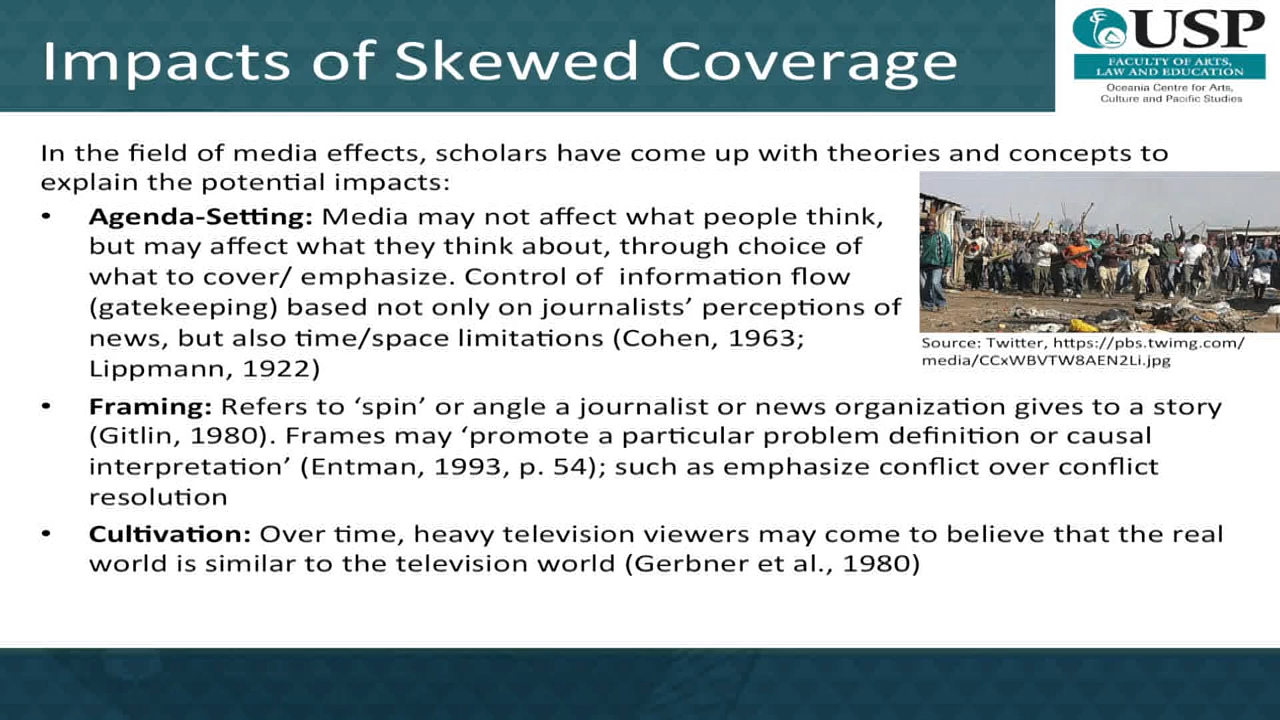 Impacts of Skewed Coverage
USP
FACULTY OF ARTS,
LAW AND EDUCATION
Oceania Centre for Arts,
Culture and Pacific Studies
In the field of media effects, scholars have come up with theories and concepts to
explain the potential impacts:
• Agenda-Setting: Media may not affect what people think,
but may affect what they think about, through choice of
what to cover/ emphasize. Control of information flow
(gatekeeping) based not only on journalists’ perceptions of
news, but also time/space limitations (Cohen, 1963;
Lippmann, 1922)
Source: Twitter, https://pbs.twimg.com/
media/CCxWBVTW8AEN2Li.jpg
• Framing: Refers to ‘spin’ or angle a journalist or news organization gives to a story
(Gitlin, 1980). Frames may ‘promote a particular problem definition or causal
interpretation’ (Entman, 1993, p. 54); such as emphasize conflict over conflict
resolution
• Cultivation: Over time, heavy television viewers may come to believe that the real
world is similar to the television world (Gerbner et al., 1980)